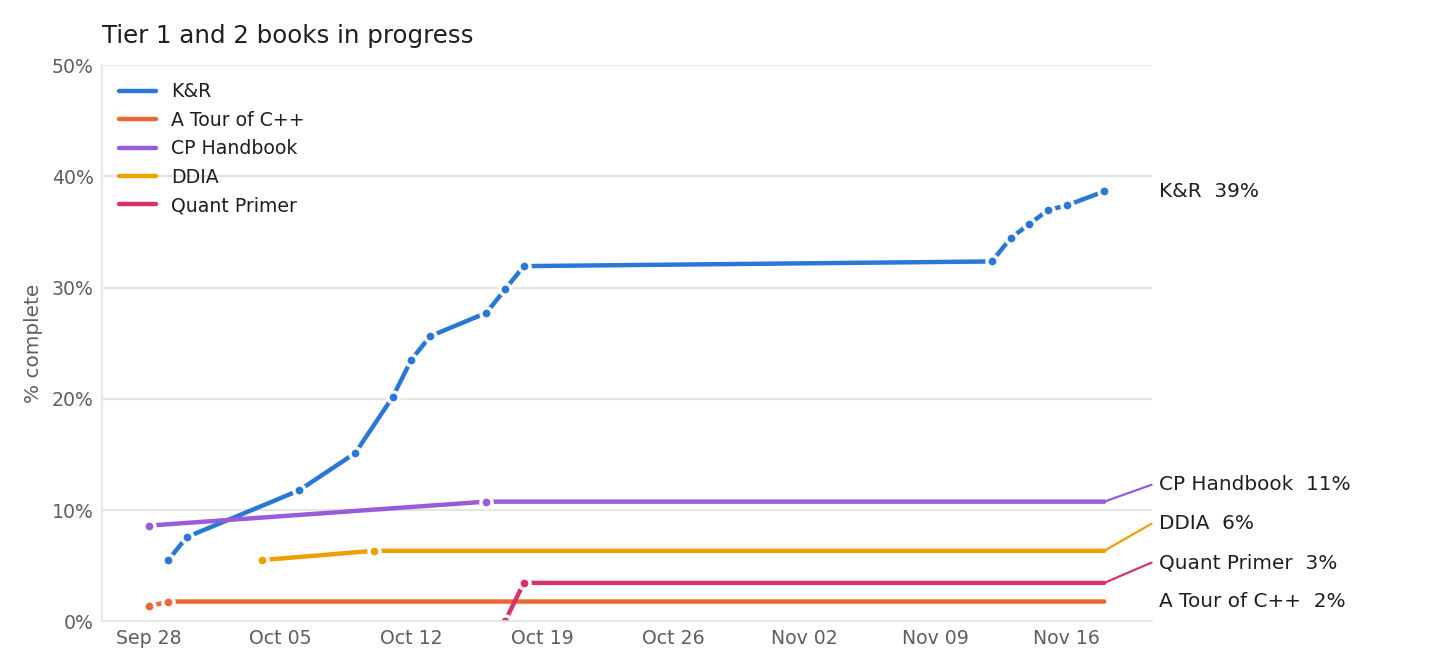 Tier 1 and 2 books in progress
50%
40%
30%
20%
10%
0%
% complete
K&R
A Tour of C++
CP Handbook
DDIA
Quant Primer
K&R 39%
CP Handbook 11%
DDIA 6%
Quant Primer 3%
A Tour of C++ 2%
Sep 28 Oct 05 Oct 12 Oct 19 Oct 26 Nov 02 Nov 09 Nov 16